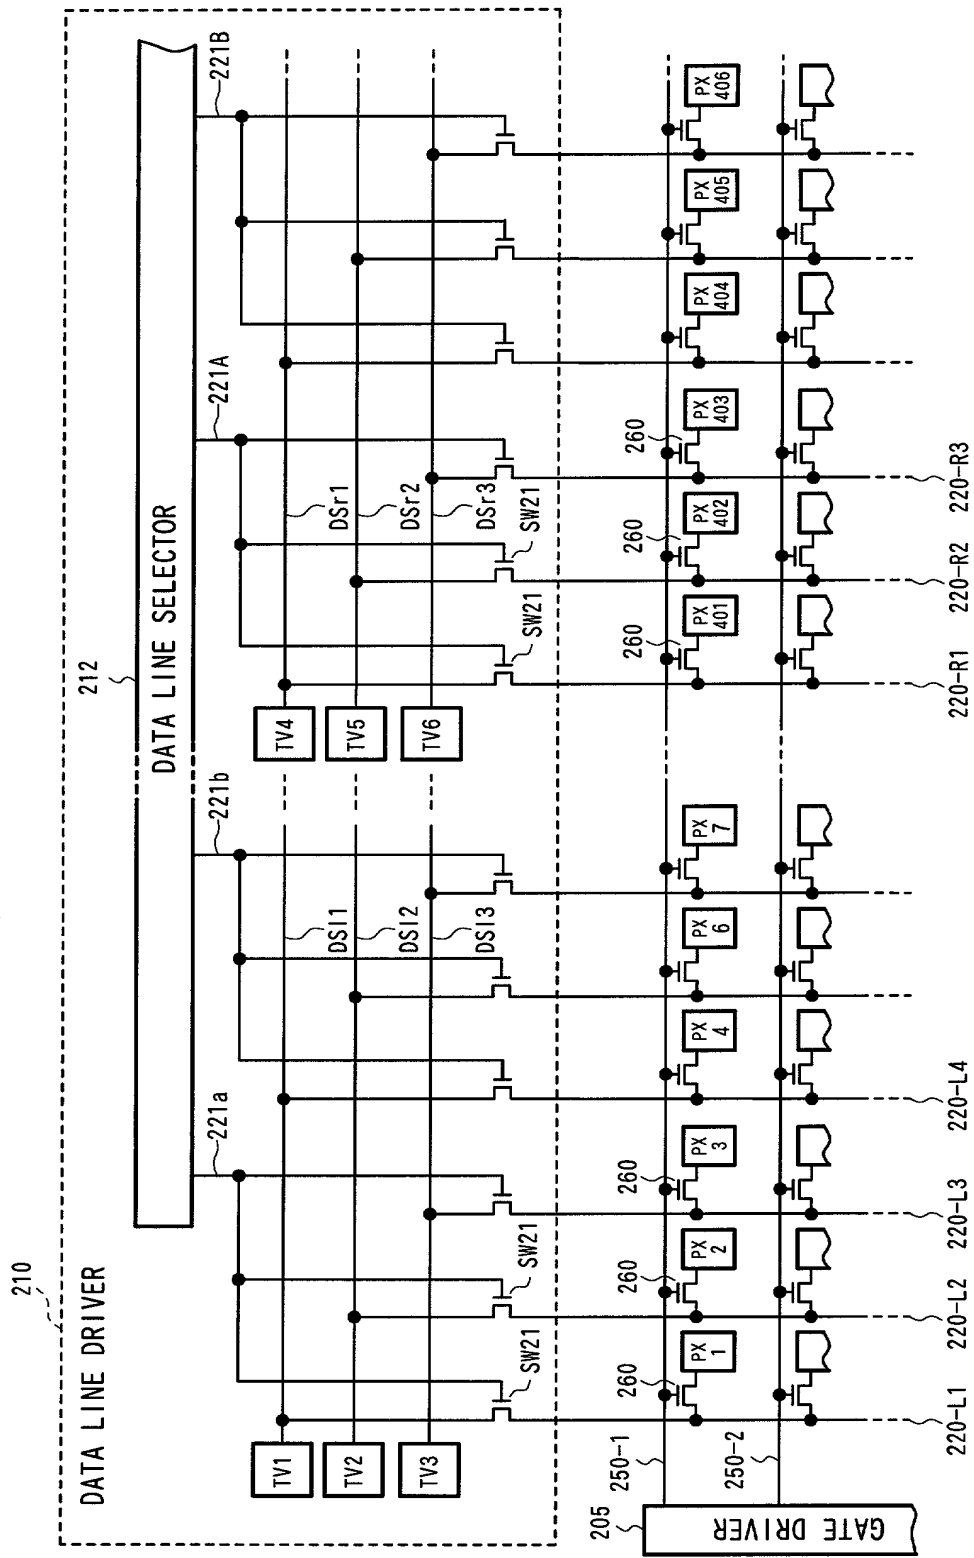 210
DATA LINE DRIVER
212
DATA LINE SELECTOR
221a
221b
221A
221B
TV1
DSl1
TV4
DSr1
TV2
DSl2
TV5
DSr2
TV3
DSl3
TV6
DSr3
SW21
SW21
SW21
SW21
205
GATE DRIVER
250-1
260
260
260
260
260
260
PX 1
PX 2
PX 3
PX 4
PX 6
PX 7
PX 401
PX 402
PX 403
PX 404
PX 405
PX 406
250-2
220-L1
220-L2
220-L3
220-L4
220-R1
220-R2
220-R3